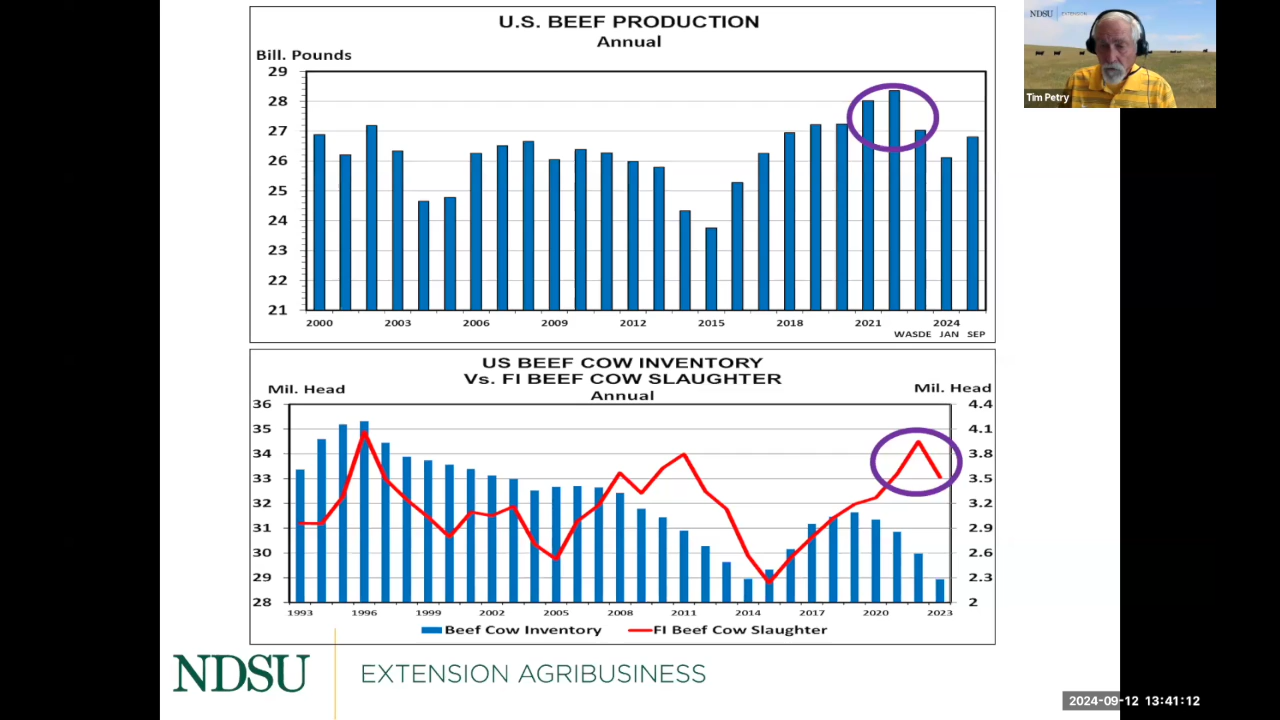 U.S. BEEF PRODUCTION
Annual
Bill. Pounds
29
28
27
26
25
24
23
22
21
2000 2003 2006 2009 2012 2015 2018 2021 2024
WASDE JAN SEP
US BEEF COW INVENTORY
Vs. FI BEEF COW SLAUGHTER
Annual
Mil. Head
Mil. Head
36 4.4
35 4.1
34 3.8
33 3.5
32 3.2
31 2.9
30 2.6
29 2.3
28 2
1993 1996 1999 2002 2005 2008 2011 2014 2017 2020 2023
Beef Cow Inventory FI Beef Cow Slaughter
NDSU EXTENSION AGRIBUSINESS
NDSU EXTENSION
Tim Petry
2024-09-12 13:41:12